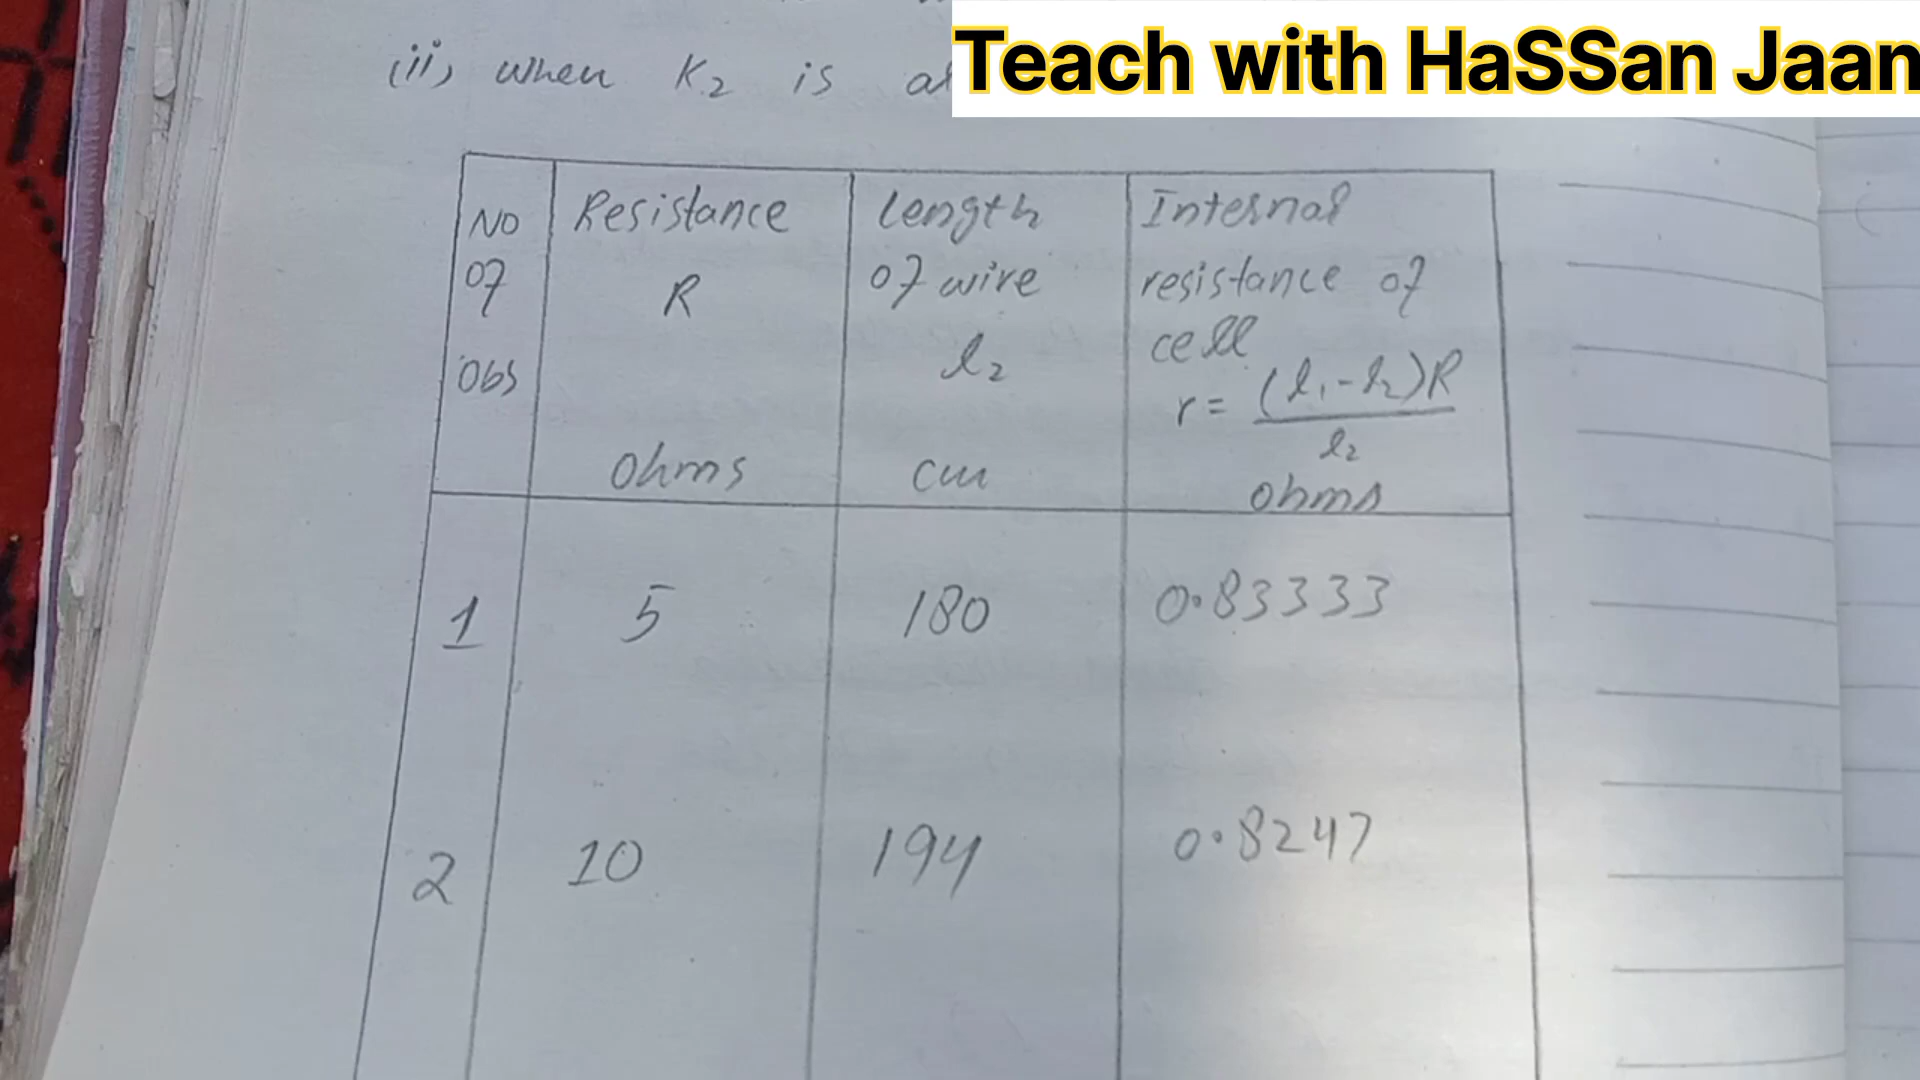 Teach with HaSSan Jaan
(ii) when K2 is
No of Obs
Resistance R Ohms
Length of wire l2 cm
Internal resistance of cell r = (l1-l2)R / l2 ohms
1 5 180 0.83333
2 10 194 0.8247